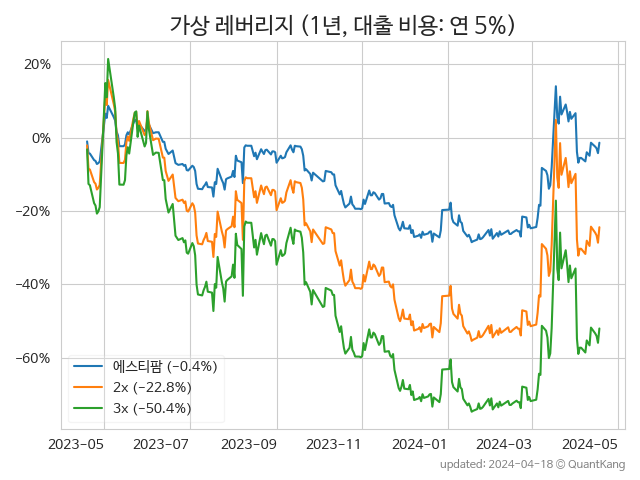 가상 레버리지 (1년, 대출 비용: 연 5%)
20%
0%
−20%
−40%
−60%
에스티팜 (−0.4%)
2x (−22.8%)
3x (−50.4%)
2023−05 2023−07 2023−09 2023−11 2024−01 2024−03 2024−05
updated: 2024−04−18 © QuantKang